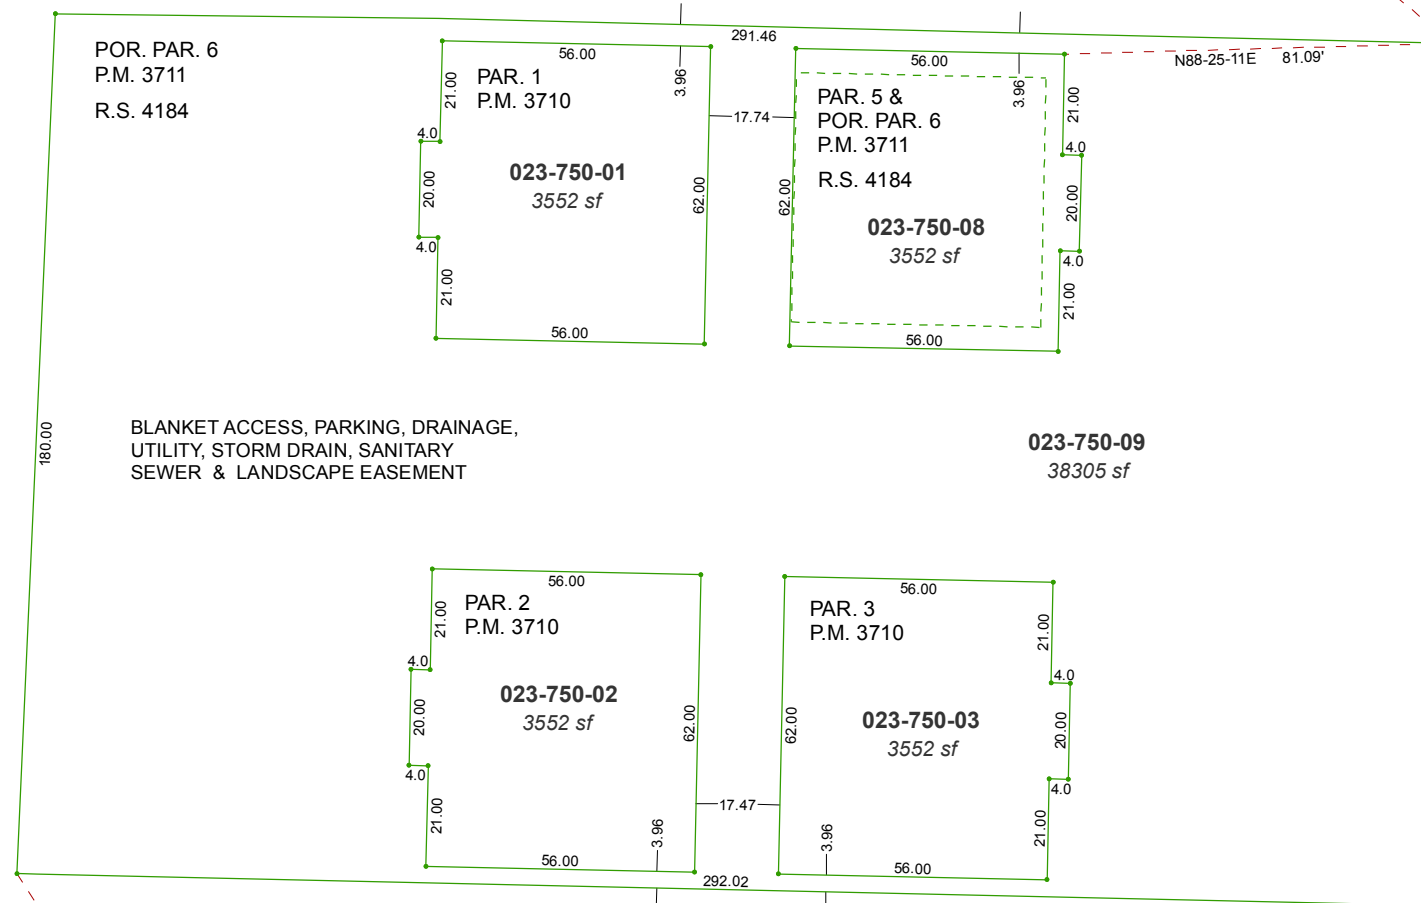 291.46
POR. PAR. 6
P.M. 3711
R.S. 4184
N88-25-11E 81.09'
56.00
3.96
21.00
PAR. 1
P.M. 3710
4.0
20.00
4.0
21.00
023-750-01
3552 sf
62.00
56.00
17.74
56.00
3.96
21.00
PAR. 5 &
POR. PAR. 6
P.M. 3711
R.S. 4184
4.0
20.00
4.0
21.00
62.00
023-750-08
3552 sf
56.00
180.00
BLANKET ACCESS, PARKING, DRAINAGE,
UTILITY, STORM DRAIN, SANITARY
SEWER & LANDSCAPE EASEMENT
023-750-09
38305 sf
56.00
21.00
PAR. 2
P.M. 3710
4.0
20.00
4.0
21.00
023-750-02
3552 sf
62.00
3.96
56.00
17.47
56.00
PAR. 3
P.M. 3710
21.00
4.0
20.00
4.0
21.00
62.00
023-750-03
3552 sf
3.96
56.00
292.02